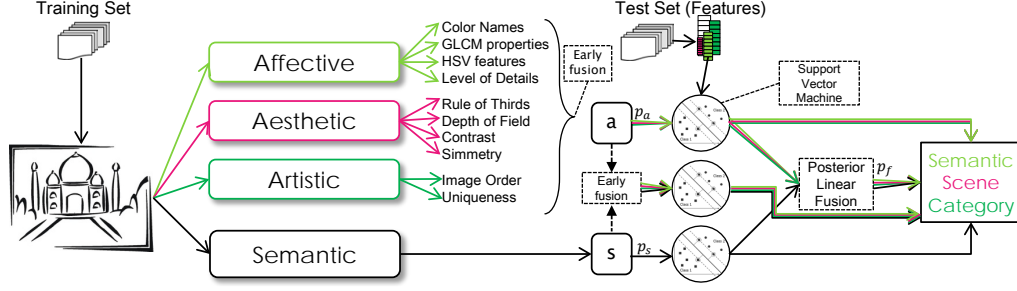 Training Set
Test Set (Features)
Affective
Color Names
GLCM properties
HSV features
Level of Details
Early
fusion
Support
Vector
Machine
Aesthetic
Rule of Thirds
Depth of Field
Contrast
Simmetry
a
p_a
Artistic
Image Order
Uniqueness
Early
fusion
Posterior
Linear
Fusion
p_f
Semantic
Scene
Category
Semantic
s
p_s